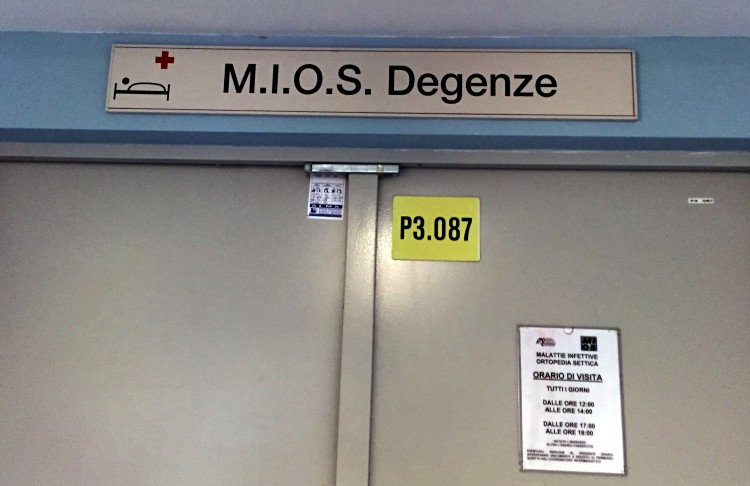 M.I.O.S. Degenze
P3.087
MALATTIE INFETTIVE
ORTOPEDIA SETTICA
ORARIO DI VISITA
TUTTI I GIORNI
DALLE ORE 12:00
ALLE ORE 14:00
DALLE ORE 17:00
ALLE ORE 19:00